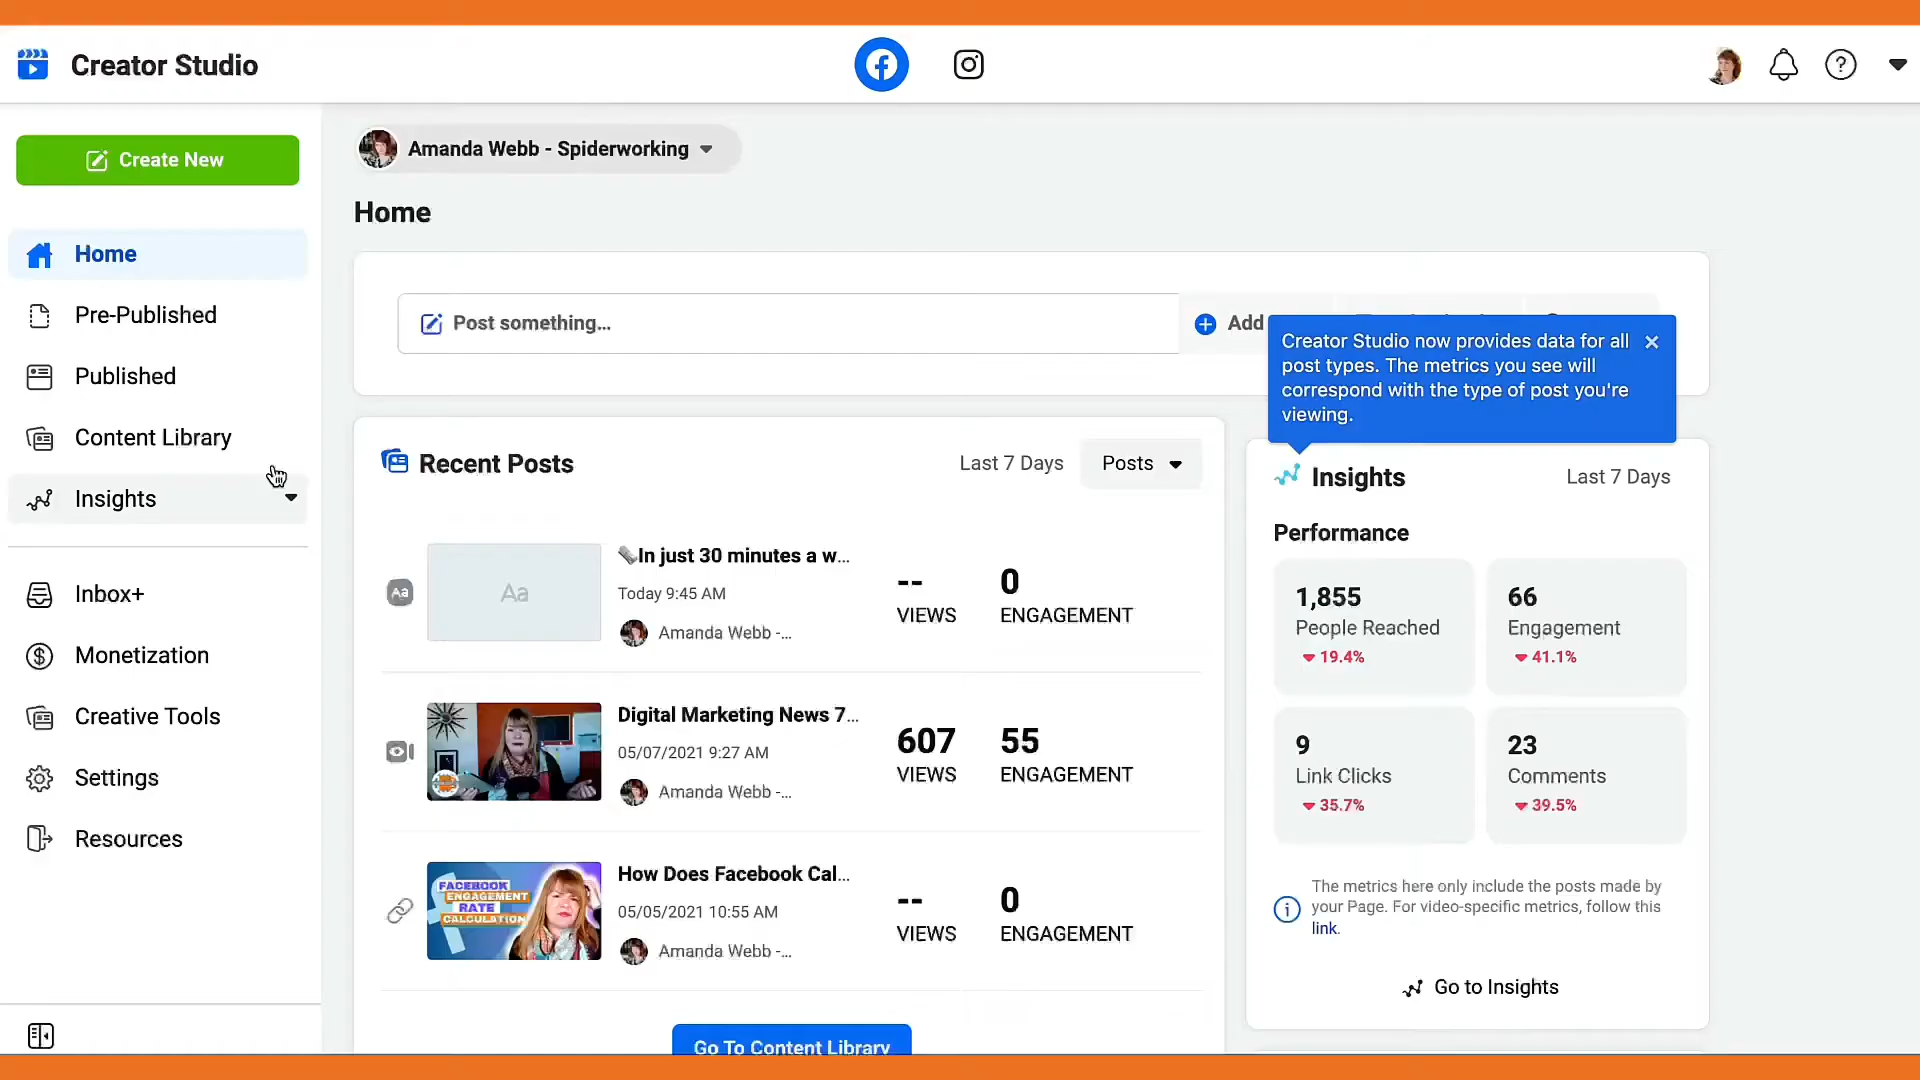 Creator Studio
Create New
Amanda Webb - Spiderworking
Home
Home
Pre-Published
Published
Content Library
Insights
Inbox+
Monetization
Creative Tools
Settings
Resources
Post something...
Add
Creator Studio now provides data for all
post types. The metrics you see will
correspond with the type of post you're
viewing.
Recent Posts
Last 7 Days
Posts
Aa
Aa
In just 30 minutes a w...
Today 9:45 AM
Amanda Webb -...
--
VIEWS
0
ENGAGEMENT
Digital Marketing News 7...
05/07/2021 9:27 AM
Amanda Webb -...
607
VIEWS
55
ENGAGEMENT
FACEBOOK
ENGAGEMENT
RATE
CALCULATION
How Does Facebook Cal...
05/05/2021 10:55 AM
Amanda Webb -...
--
VIEWS
0
ENGAGEMENT
Go To Content Library
Insights
Last 7 Days
Performance
1,855
People Reached
19.4%
66
Engagement
41.1%
9
Link Clicks
35.7%
23
Comments
39.5%
The metrics here only include the posts made by
your Page. For video-specific metrics, follow this
link.
Go to Insights